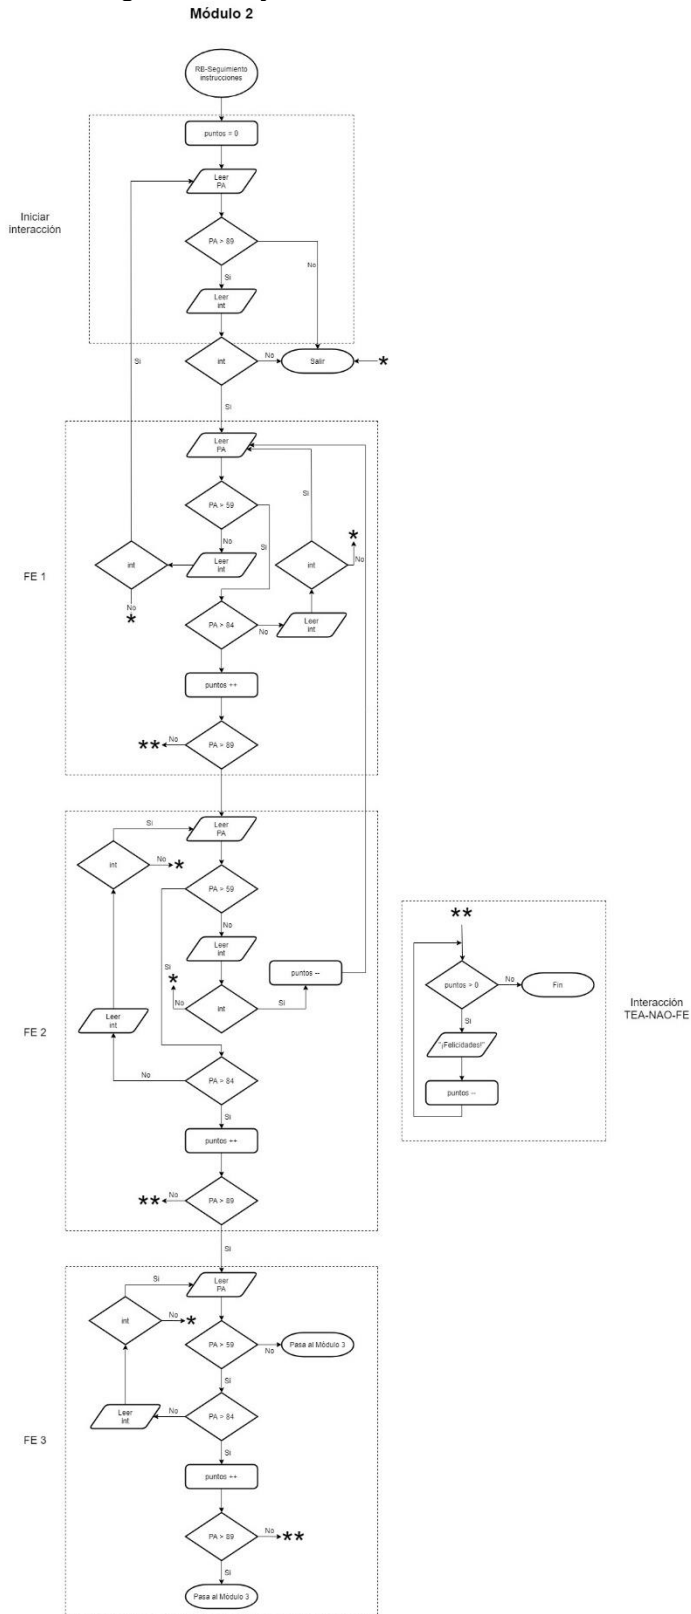 Módulo 2
RB-Seguimiento
instrucciones
puntos = 0
Leer
PA
Iniciar
interacción
PA > 89
No
Si
Leer
int
int
No
Salir
*
Si
Si
Leer
PA
PA > 59
Si
No
Si
Leer
int
int
No
*
int
No
*
FE 1
PA > 84
No
Leer
int
puntos ++
PA > 89
No
**
Leer
PA
Si
int
No
*
PA > 59
No
Leer
int
Si
*
No
int
Si
puntos --
FE 2
Leer
int
No
PA > 84
Si
puntos ++
PA > 89
No
**
Si
**
puntos > 0
No
Fin
Si
"¡Felicidades!"
puntos --
Interacción
TEA-NAO-FE
Leer
PA
Si
int
No
*
PA > 59
No
Pasa al Módulo 3
Si
PA > 84
No
Leer
int
FE 3
Si
puntos ++
PA > 89
No
**
Si
Pasa al Módulo 3